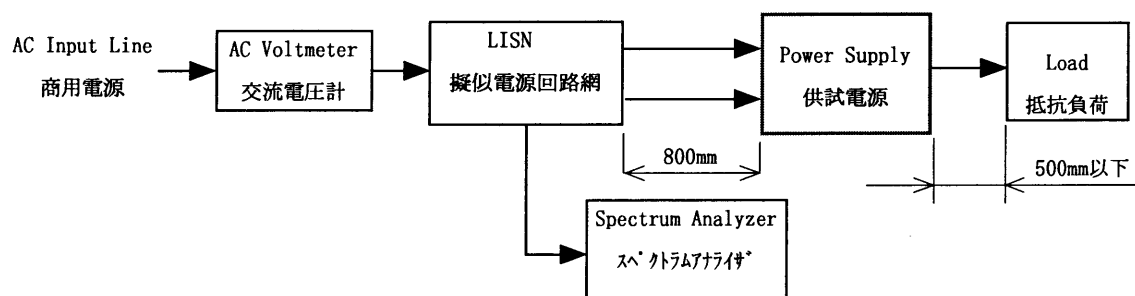 AC Input Line
商用電源
AC Voltmeter
交流電圧計
LISN
擬似電源回路網
Power Supply
供試電源
Load
抵抗負荷
800mm
500mm以下
Spectrum Analyzer
ｽﾍﾟｸﾄﾗﾑｱﾅﾗｲｻﾞ